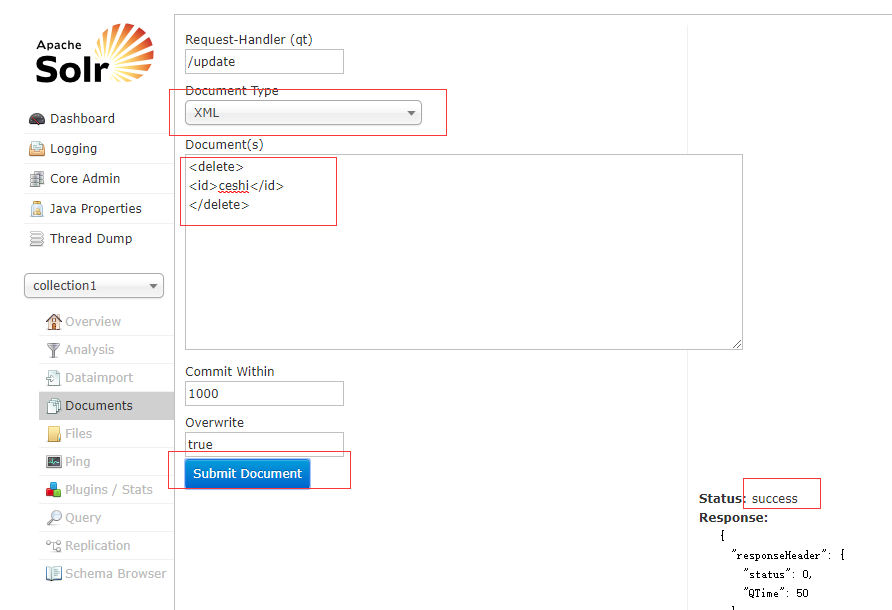 Apache
Solr
Dashboard
Logging
Core Admin
Java Properties
Thread Dump
collection1
Overview
Analysis
Dataimport
Documents
Files
Ping
Plugins / Stats
Query
Replication
Schema Browser
Request-Handler (qt)
/update
Document Type
XML
Document(s)
<delete>
<id>ceshi</id>
</delete>
Commit Within
1000
Overwrite
true
Submit Document
Status: success
Response:
{
"responseHeader": {
"status": 0,
"QTime": 50